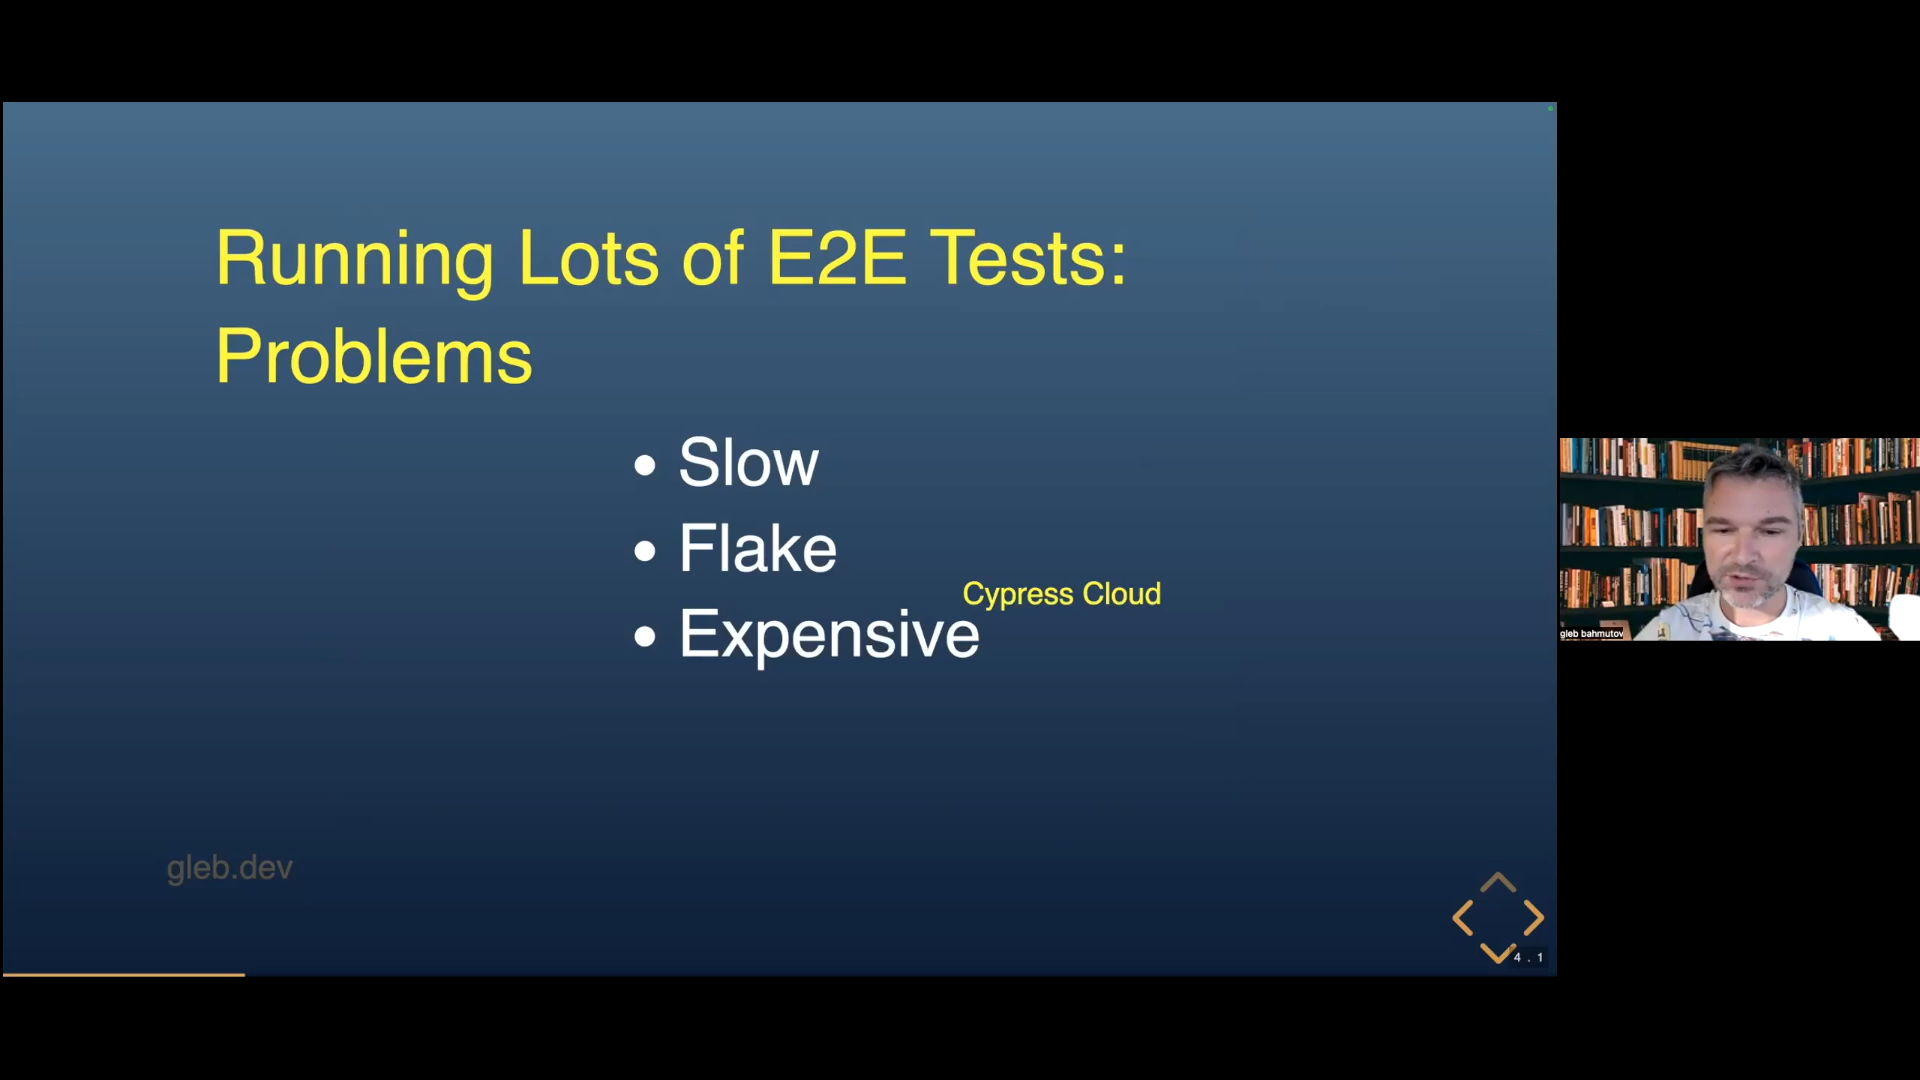 Running Lots of E2E Tests:
Problems
• Slow
• Flake
Cypress Cloud
• Expensive
gleb bahmutov
gleb.dev
4 . 1